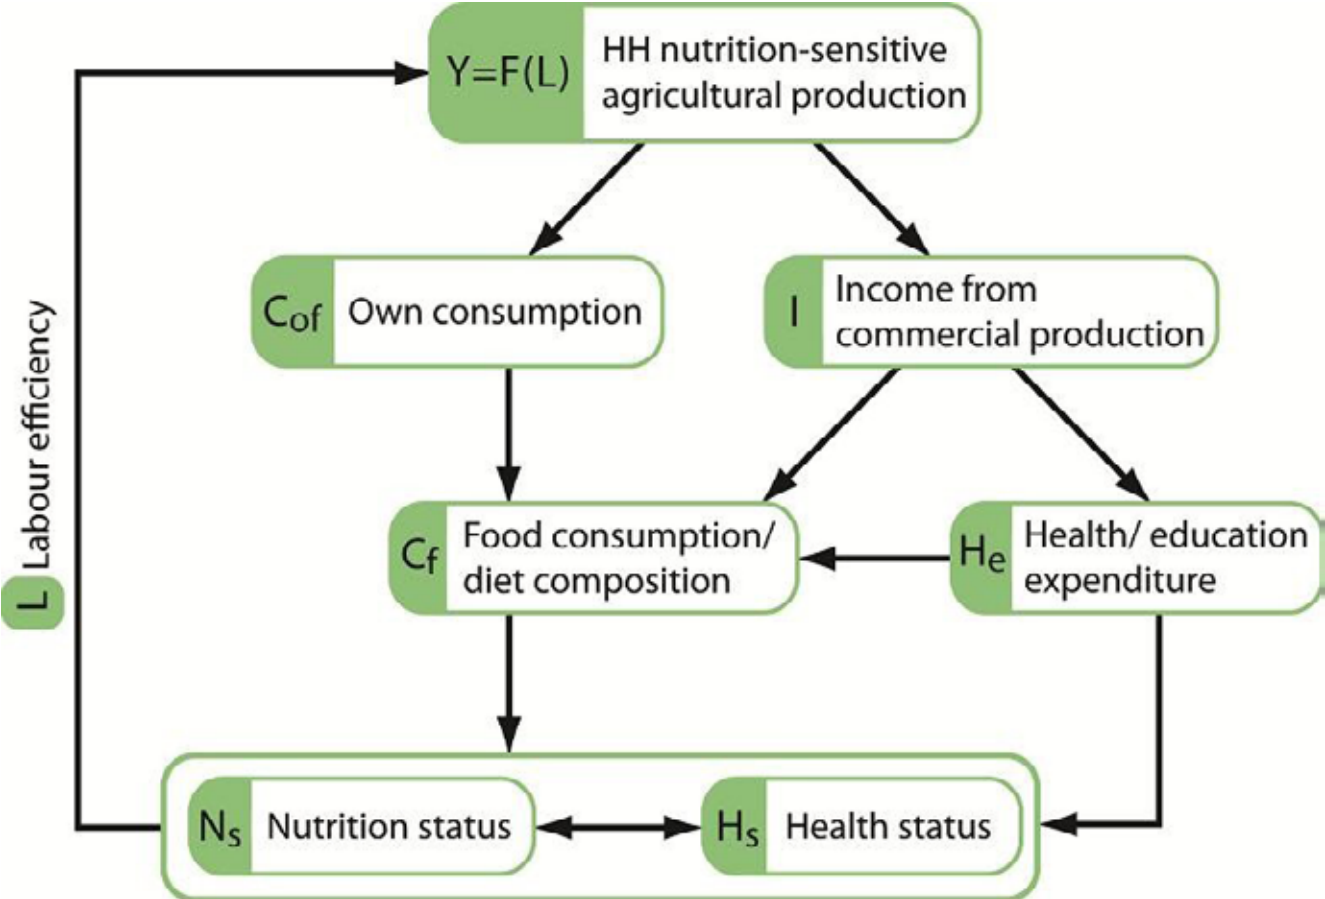 Y=F(L)
HH nutrition-sensitive
agricultural production
Cof
Own consumption
I
Income from
commercial production
L Labour efficiency
Cf
Food consumption/
diet composition
He
Health/ education
expenditure
Ns
Nutrition status
Hs
Health status